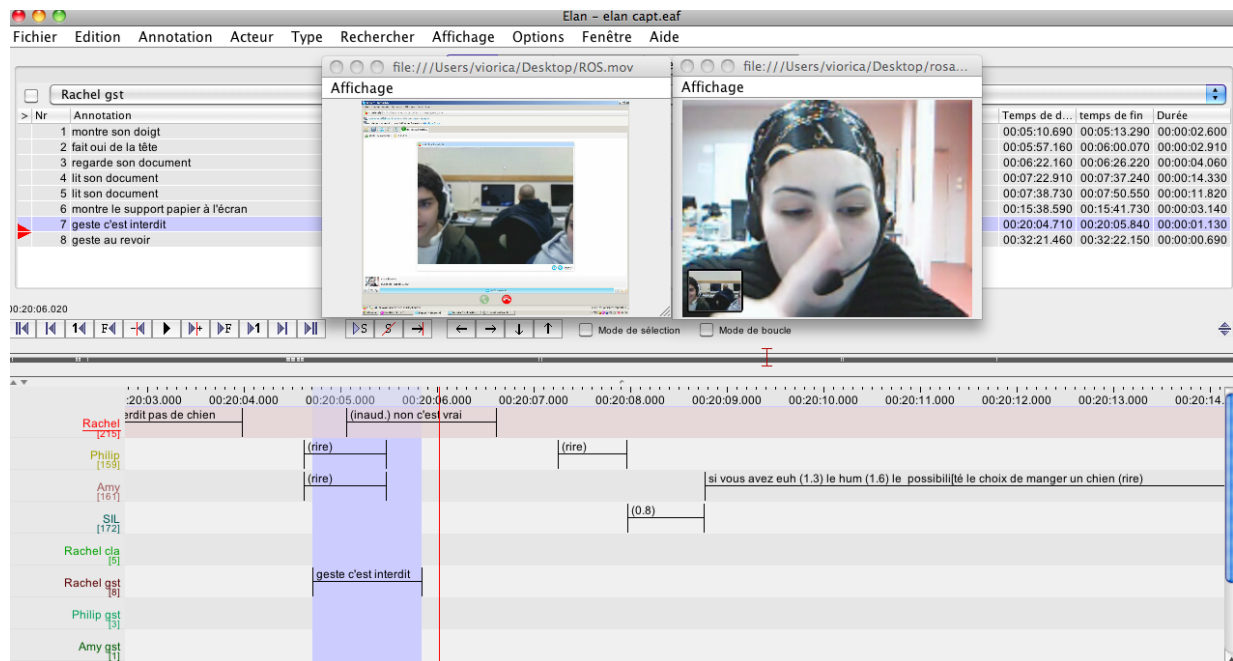 Elan - elan capt.eaf
Fichier Edition Annotation Acteur Type Rechercher Affichage Options Fenêtre Aide
file:///Users/viorica/Desktop/ROS.mov
Affichage
file:///Users/viorica/Desktop/rosa...
Affichage
Rachel gst
> Nr Annotation Temps de d... temps de fin Durée
1 montre son doigt 00:05:10.690 00:05:13.290 00:00:02.600
2 fait oui de la tête 00:05:57.160 00:06:00.070 00:00:02.910
3 regarde son document 00:06:22.160 00:06:26.220 00:00:04.060
4 lit son document 00:07:22.910 00:07:37.240 00:00:14.330
5 lit son document 00:07:38.730 00:07:50.550 00:00:11.820
6 montre le support papier à l'écran 00:15:38.590 00:15:41.730 00:00:03.140
7 geste c'est interdit 00:20:04.710 00:20:05.840 00:00:01.130
8 geste au revoir 00:32:21.460 00:32:22.150 00:00:00.690
00:20:06.020
Mode de sélection Mode de boucle
:20:03.000 00:20:04.000 00:20:05.000 00:20:06.000 00:20:07.000 00:20:08.000 00:20:09.000 00:20:10.000 00:20:11.000 00:20:12.000 00:20:13.000 00:20:14.
Rachel [215] erdit pas de chien (inaud.) non c'est vrai
Philip [159] (rire) (rire)
Amy [161] (rire) si vous avez euh (1.3) le hum (1.6) le possibili[té le choix de manger un chien (rire)
SIL [172] (0.8)
Rachel cla [5]
Rachel gst [8] geste c'est interdit
Philip gst [3]
Amy gst [1]